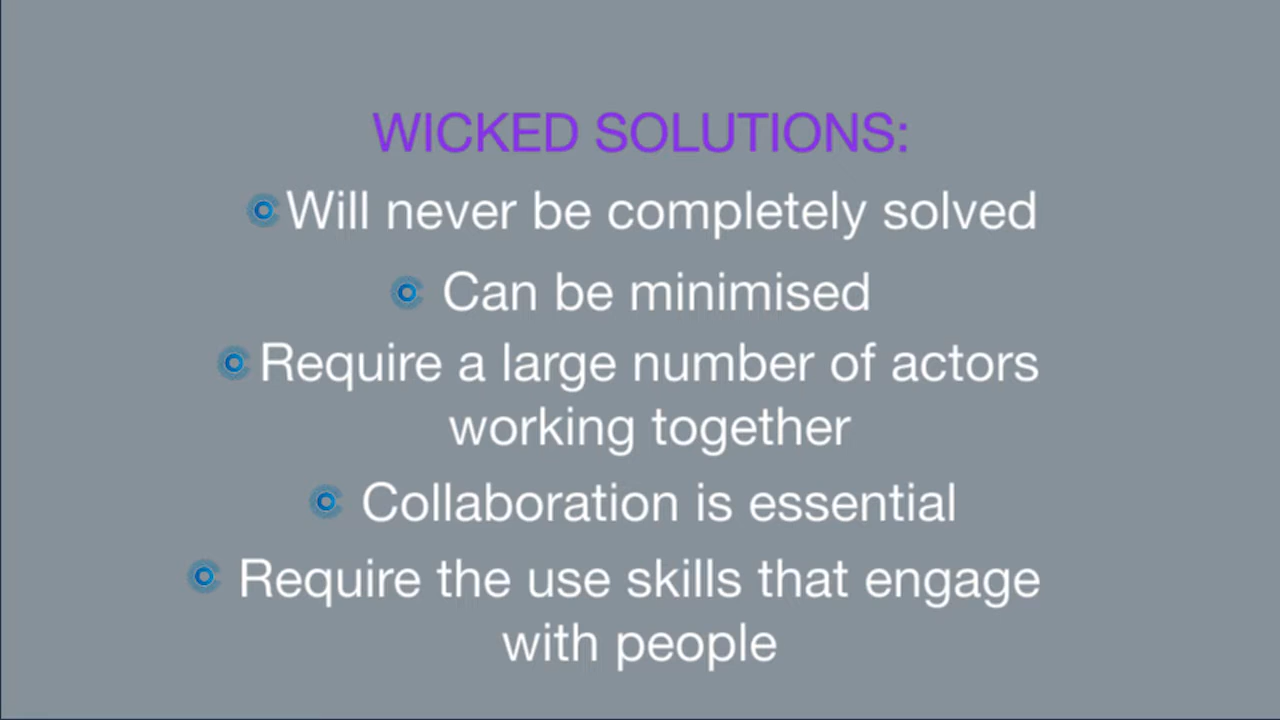 WICKED SOLUTIONS:
Will never be completely solved
Can be minimised
Require a large number of actors
working together
Collaboration is essential
Require the use skills that engage
with people